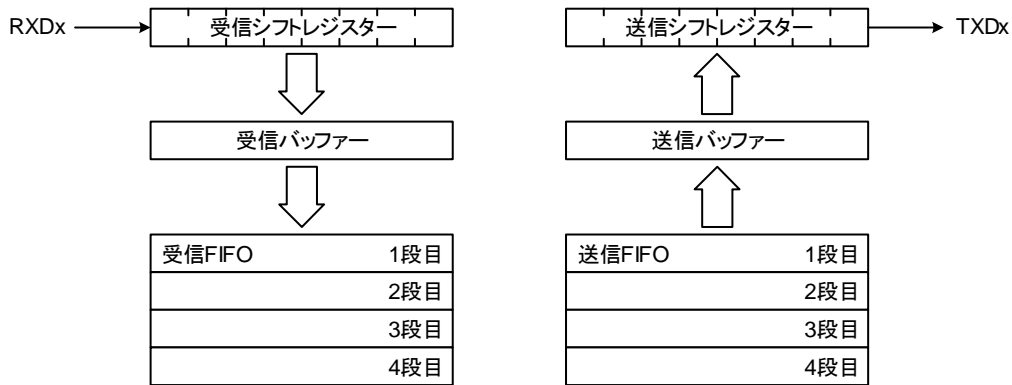 RXDx
受信シフトレジスター
受信バッファー
受信FIFO 1段目
2段目
3段目
4段目
送信シフトレジスター
TXDx
送信バッファー
送信FIFO 1段目
2段目
3段目
4段目